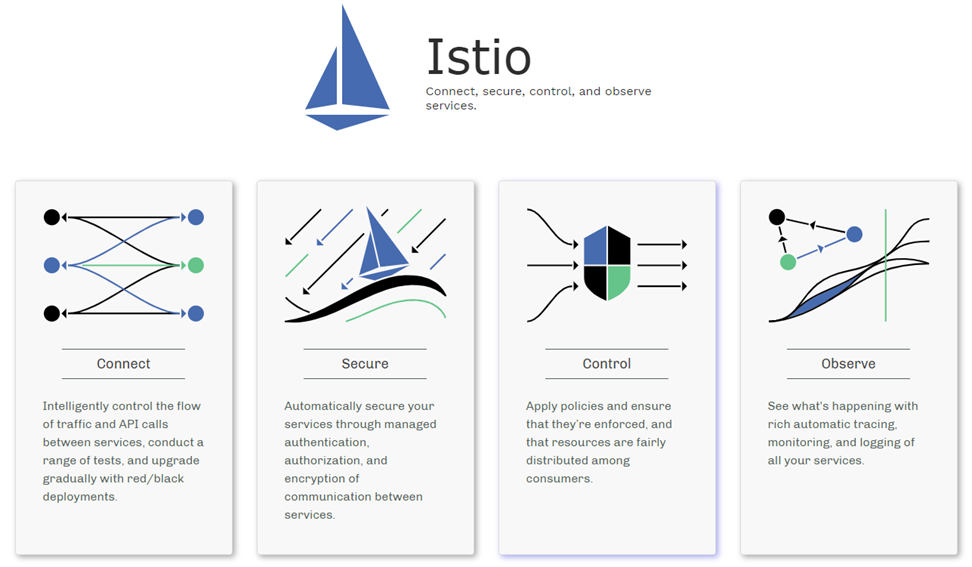 Istio
Connect, secure, control, and observe
services.
Connect
Intelligently control the flow
of traffic and API calls
between services, conduct a
range of tests, and upgrade
gradually with red/black
deployments.
Secure
Automatically secure your
services through managed
authentication,
authorization, and
encryption of
communication between
services.
Control
Apply policies and ensure
that they're enforced, and
that resources are fairly
distributed among
consumers.
Observe
See what's happening with
rich automatic tracing,
monitoring, and logging of
all your services.